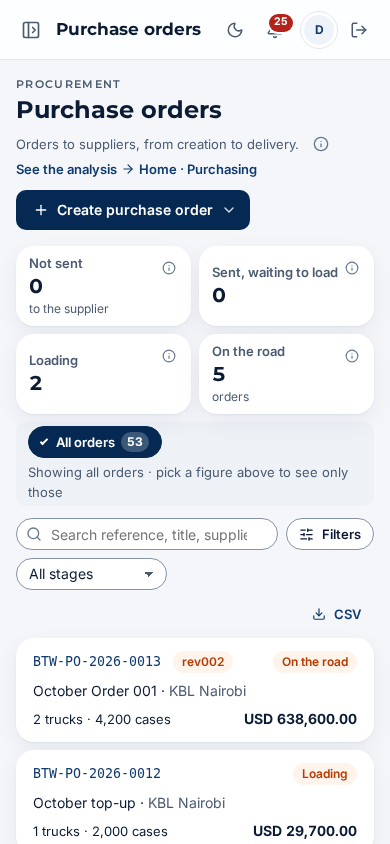 Purchase orders
25
D
PROCUREMENT
Purchase orders
Orders to suppliers, from creation to delivery.
See the analysis → Home · Purchasing
+ Create purchase order
Not sent
0
to the supplier
Sent, waiting to load
0
Loading
2
On the road
5
orders
✓ All orders 53
Showing all orders · pick a figure above to see only
those
Search reference, title, supplie
Filters
All stages
CSV
BTW-PO-2026-0013 rev002 On the road
October Order 001 · KBL Nairobi
2 trucks · 4,200 cases USD 638,600.00
BTW-PO-2026-0012 Loading
October top-up · KBL Nairobi
1 trucks · 2,000 cases USD 29,700.00